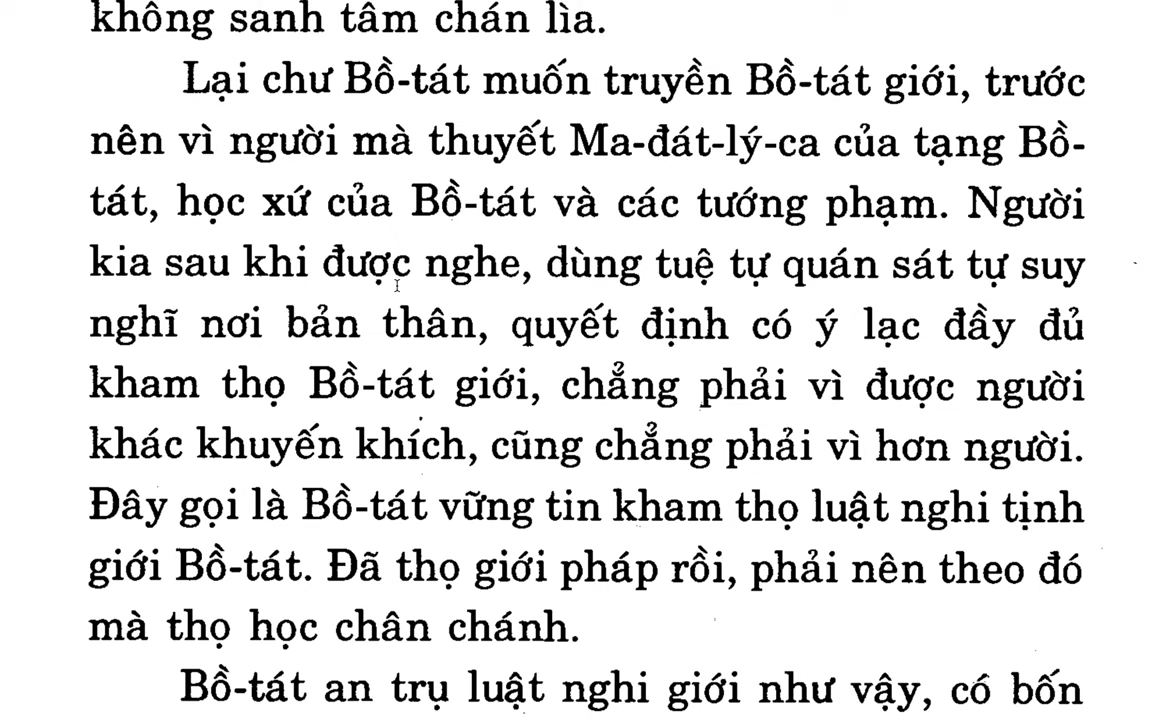 không sanh tâm chán lìa.
Lại chư Bồ-tát muốn truyền Bồ-tát giới, trước
nên vì người mà thuyết Ma-đát-lý-ca của tạng Bồ-
tát, học xứ của Bồ-tát và các tướng phạm. Người
kia sau khi được nghe, dùng tuệ tự quán sát tự suy
nghĩ nơi bản thân, quyết định có ý lạc đầy đủ
kham thọ Bồ-tát giới, chẳng phải vì được người
khác khuyến khích, cũng chẳng phải vì hơn người.
Đây gọi là Bồ-tát vững tin kham thọ luật nghi tịnh
giới Bồ-tát. Đã thọ giới pháp rồi, phải nên theo đó
mà thọ học chân chánh.
Bồ-tát an trụ luật nghi giới như vậy, có bốn